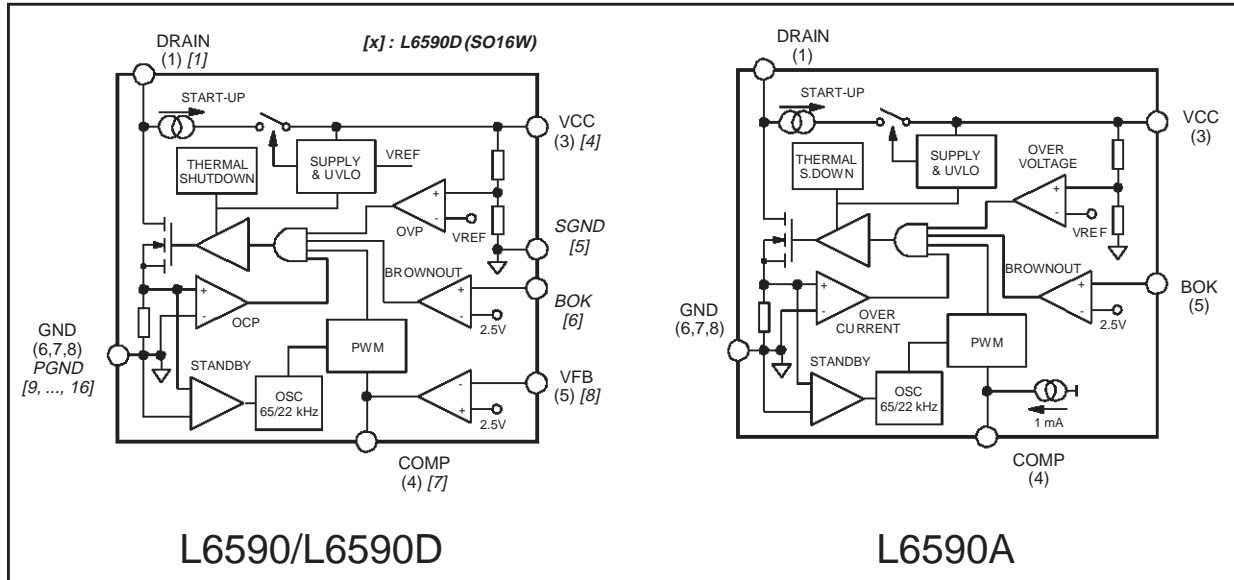 DRAIN
(1) [1]
[x] : L6590D (SO16W)
START-UP
VCC
(3) [4]
THERMAL
SHUTDOWN
SUPPLY
& UVLO
VREF
+
-
OVP
VREF
SGND
[5]
BROWNOUT
+
-
2.5V
BOK
[6]
+
-
OCP
GND
(6,7,8)
PGND
[9, ..., 16]
STANDBY
OSC
65/22 kHz
PWM
-
+
2.5V
VFB
(5) [8]
COMP
(4) [7]
L6590/L6590D
DRAIN
(1)
START-UP
VCC
(3)
THERMAL
S.DOWN
SUPPLY
& UVLO
OVER
VOLTAGE
+
-
VREF
BROWNOUT
+
-
2.5V
BOK
(5)
+
-
OVER
CURRENT
GND
(6,7,8)
STANDBY
OSC
65/22 kHz
PWM
1 mA
COMP
(4)
L6590A